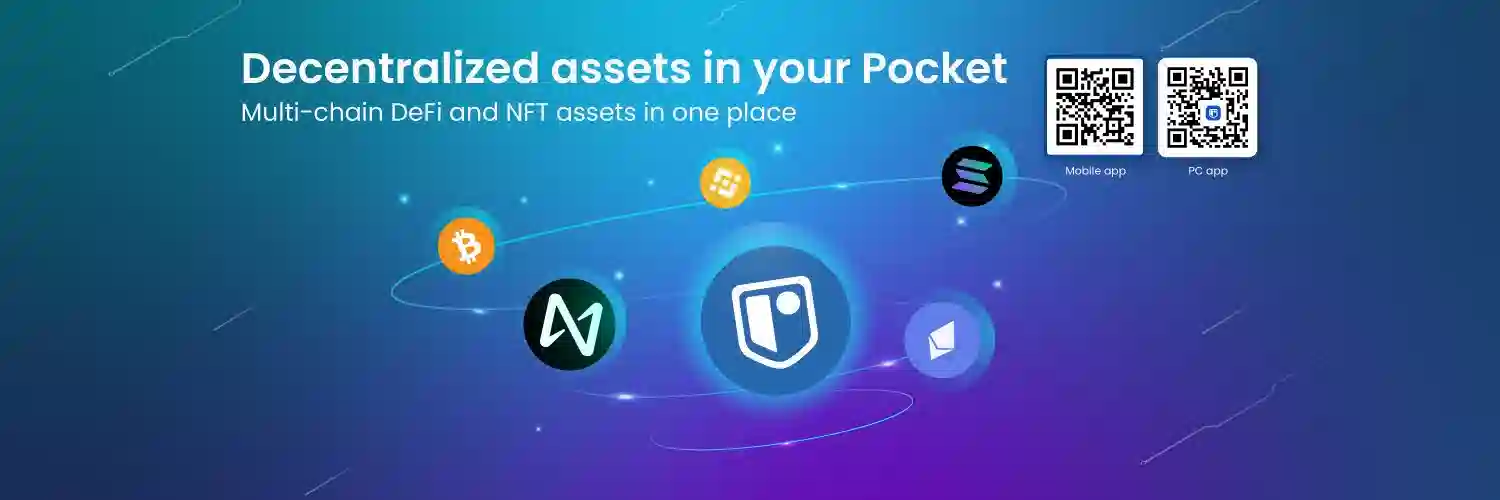 Decentralized assets in your Pocket
Multi-chain DeFi and NFT assets in one place
Mobile app
PC app